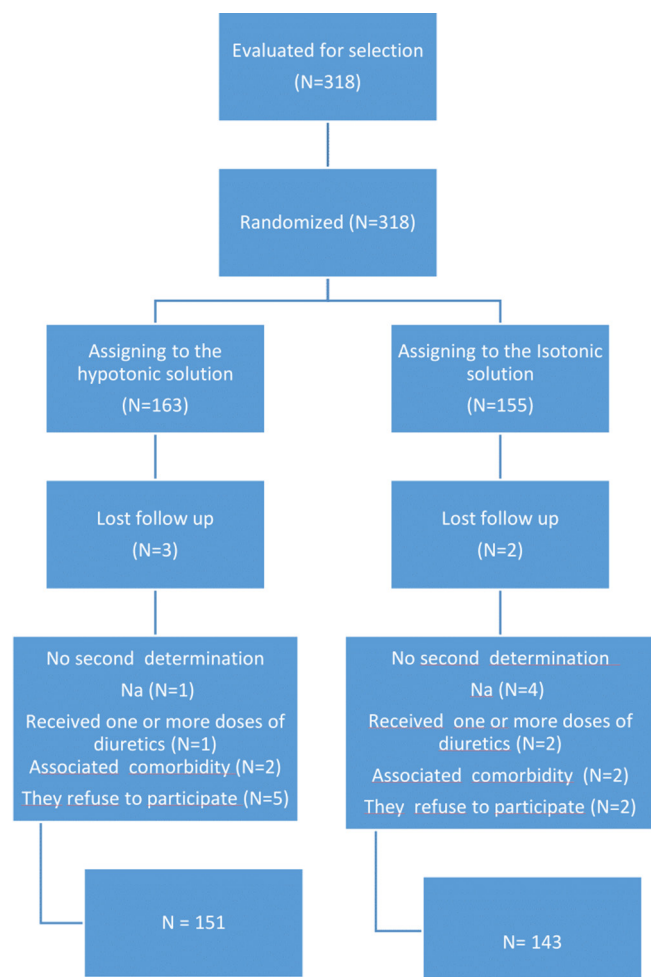 Evaluated for selection
(N=318)
Randomized (N=318)
Assigning to the
hypotonic solution
(N=163)
Assigning to the Isotonic
solution
(N=155)
Lost follow up
(N=3)
Lost follow up
(N=2)
No second determination
Na (N=1)
Received one or more doses of
diuretics (N=1)
Associated comorbidity (N=2)
They refuse to participate (N=5)
No second determination
Na (N=4)
Received one or more doses of
diuretics (N=2)
Associated comorbidity (N=2)
They refuse to participate (N=2)
N = 151
N= 143